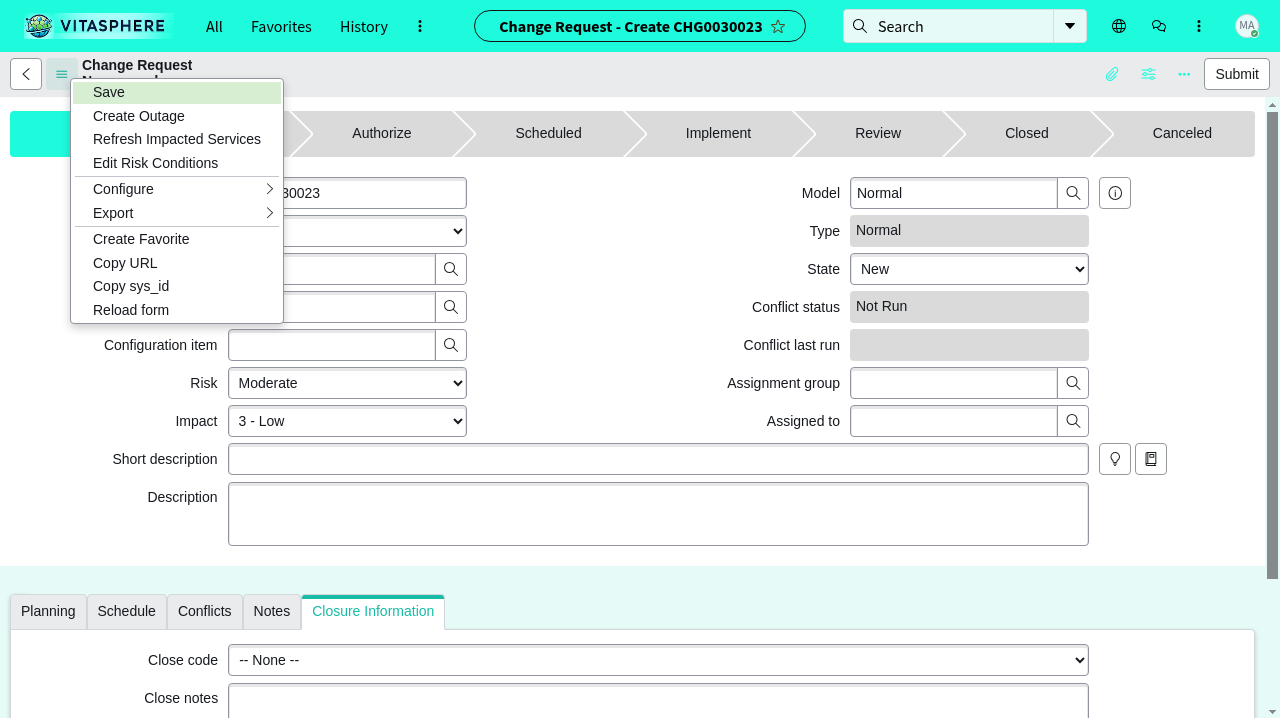 VITASPHERE
All
Favorites
History
Change Request - Create CHG0030023
Search
MA
Change Request
Submit
Save
Create Outage
Refresh Impacted Services
Edit Risk Conditions
Configure
Export
Create Favorite
Copy URL
Copy sys_id
Reload form
Authorize
Scheduled
Implement
Review
Closed
Canceled
30023
Model
Normal
Type
Normal
State
New
Conflict status
Not Run
Configuration item
Conflict last run
Risk
Moderate
Assignment group
Impact
3 - Low
Assigned to
Short description
Description
Planning
Schedule
Conflicts
Notes
Closure Information
Close code
-- None --
Close notes